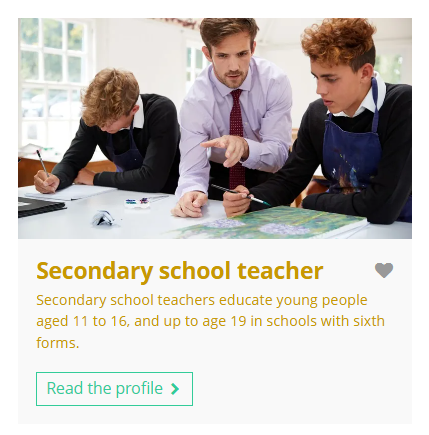 Secondary school teacher
Secondary school teachers educate young people
aged 11 to 16, and up to age 19 in schools with sixth
forms.
Read the profile